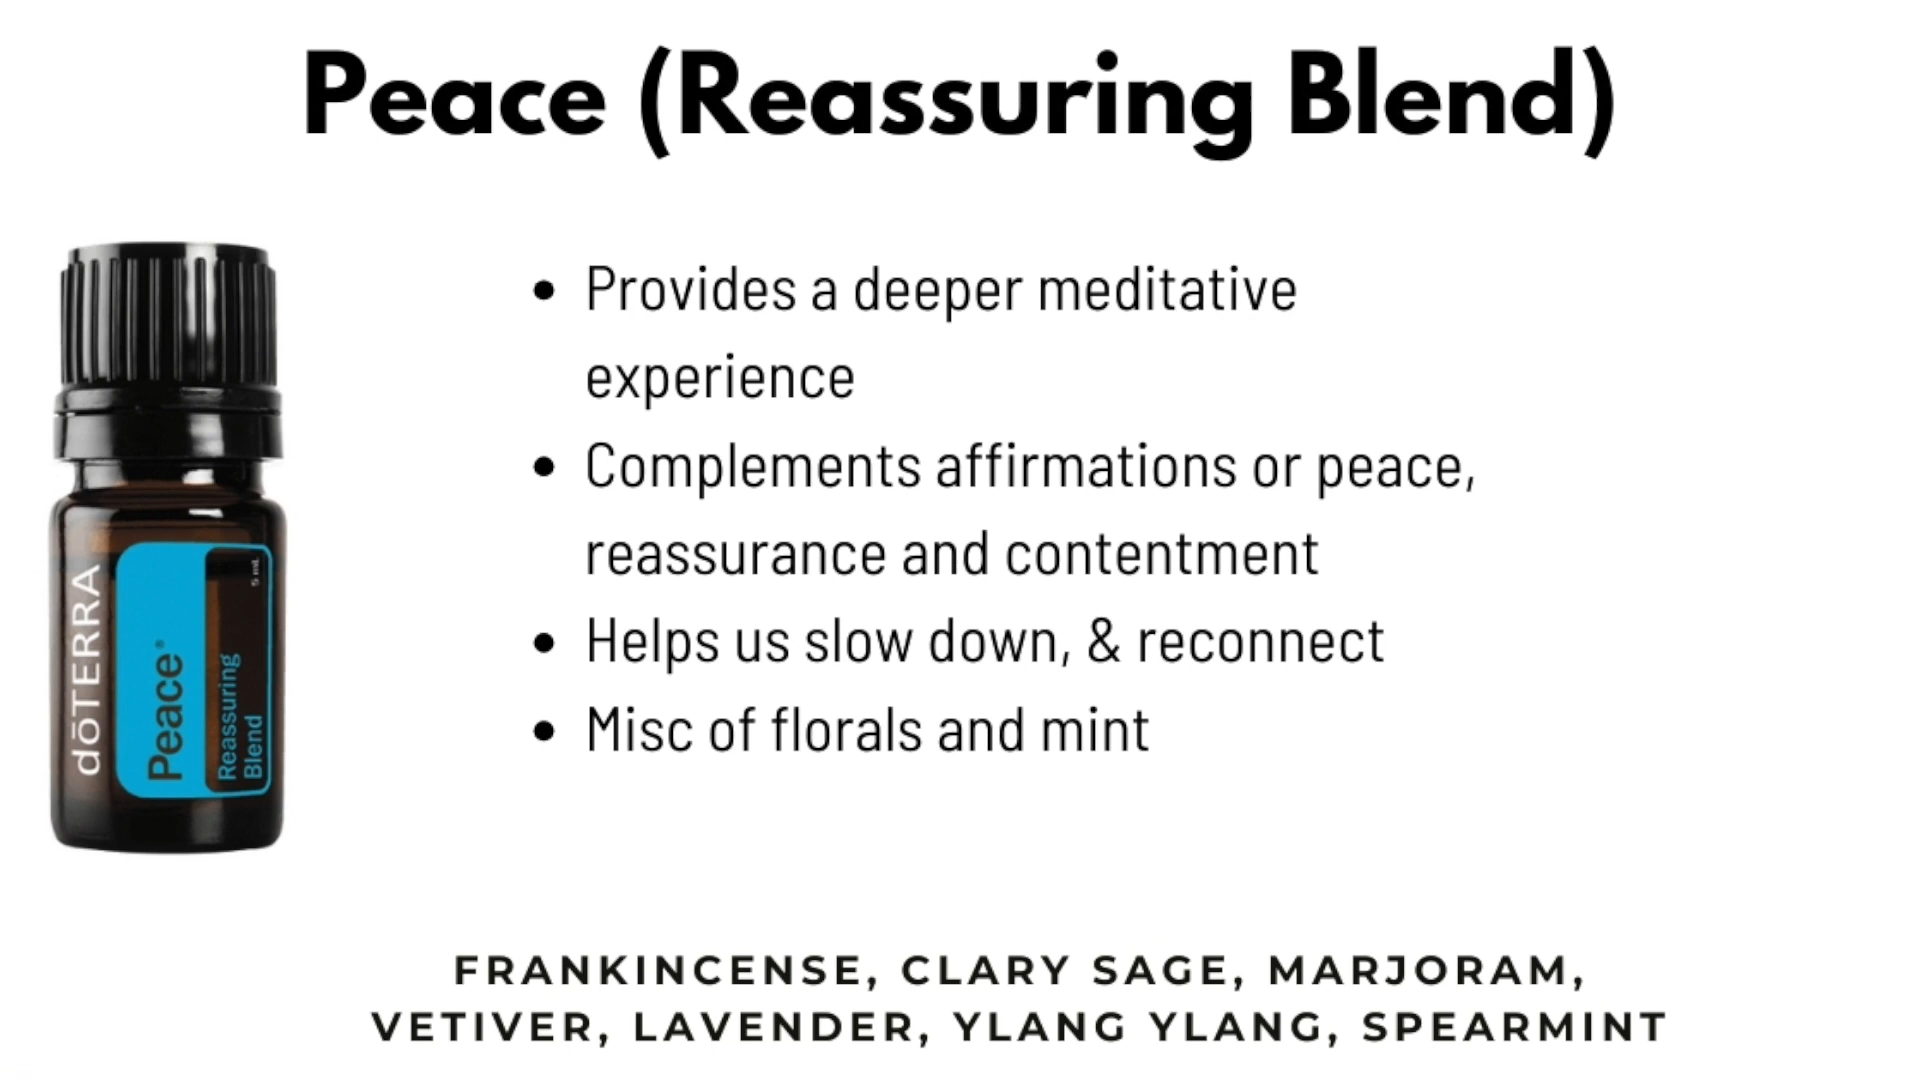 Peace (Reassuring Blend)
Provides a deeper meditative
experience
Complements affirmations or peace,
reassurance and contentment
Helps us slow down, & reconnect
Misc of florals and mint
dōTERRA
Peace®
Reassuring
Blend
5 mL
FRANKINCENSE, CLARY SAGE, MARJORAM,
VETIVER, LAVENDER, YLANG YLANG, SPEARMINT